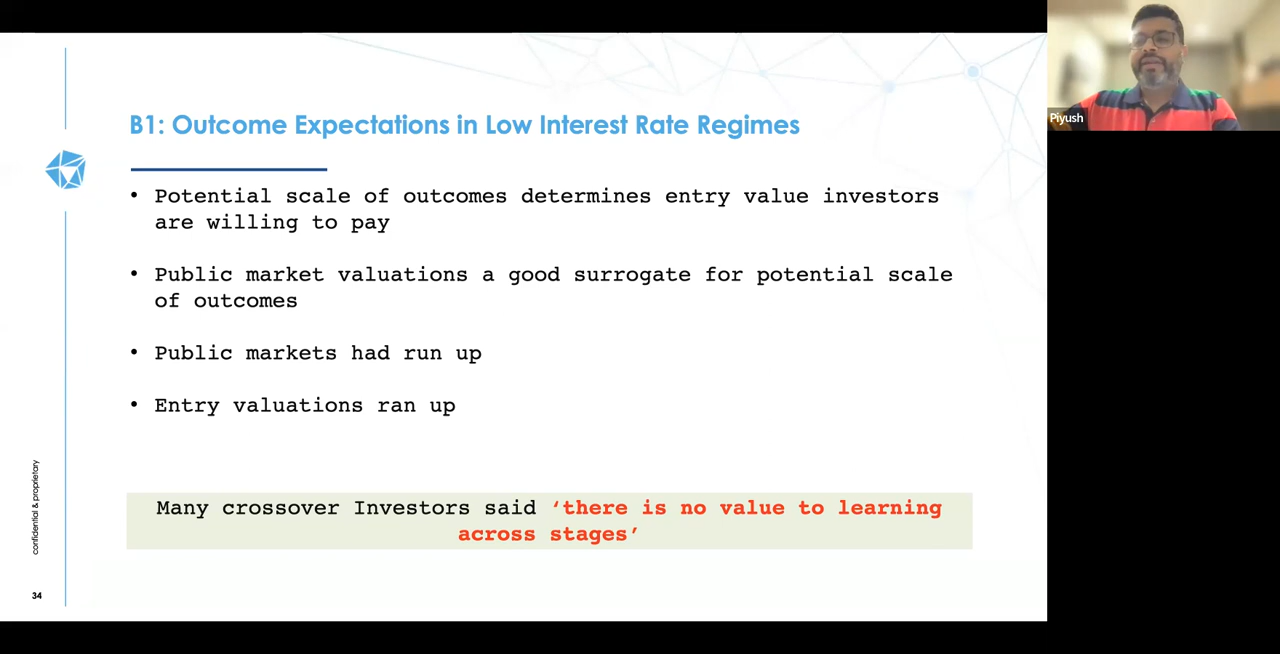 B1: Outcome Expectations in Low Interest Rate Regimes
• Potential scale of outcomes determines entry value investors
are willing to pay
• Public market valuations a good surrogate for potential scale
of outcomes
• Public markets had run up
• Entry valuations ran up
Many crossover Investors said ‘there is no value to learning
across stages’
confidential & proprietary
34
Piyush